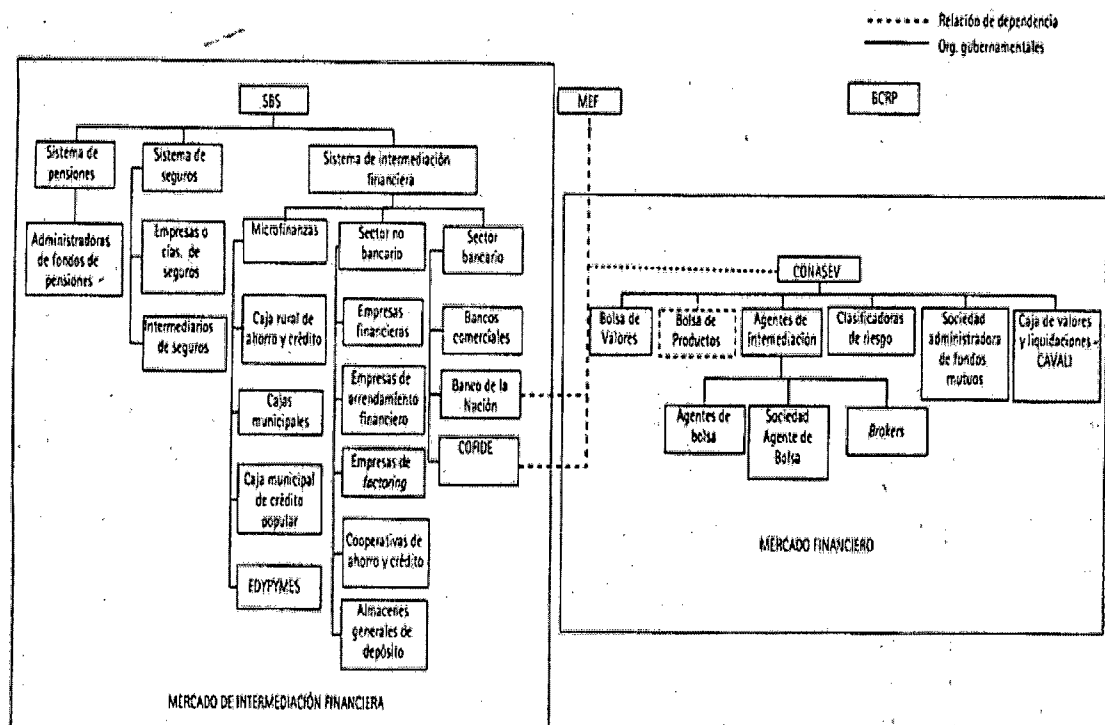 Relación de dependencia
Org. gubernamentales
SBS
MEF
BCRP
Sistema de
pensiones
Sistema de
seguros
Sistema de intermediación
financiera
Administradoras
de fondos de
pensiones
Empresas o
cías. de
seguros
Intermediarios
de seguros
Microfinanzas
Sector no
bancario
Sector
bancario
Caja rural de
ahorro y crédito
Cajas
municipales
Caja municipal
de crédito
popular
EDYPYMES
Empresas
financieras
Empresas de
arrendamiento
financiero
Empresas de
factoring
Cooperativas de
ahorro y crédito
Almacenes
generales de
depósito
Bancos
comerciales
Banco de la
Nación
COFIDE
MERCADO DE INTERMEDIACIÓN FINANCIERA
CONASEV
Bolsa de
Valores
Bolsa de
Productos
Agentes de
intemediación
Clasificadoras
de riesgo
Sociedad
administradora
de fondos
mutuos
Caja de valores
y liquidaciones -
CAVALI
Agentes de
bolsa
Sociedad
Agente de
Bolsa
Brokers
MERCADO FINANCIERO